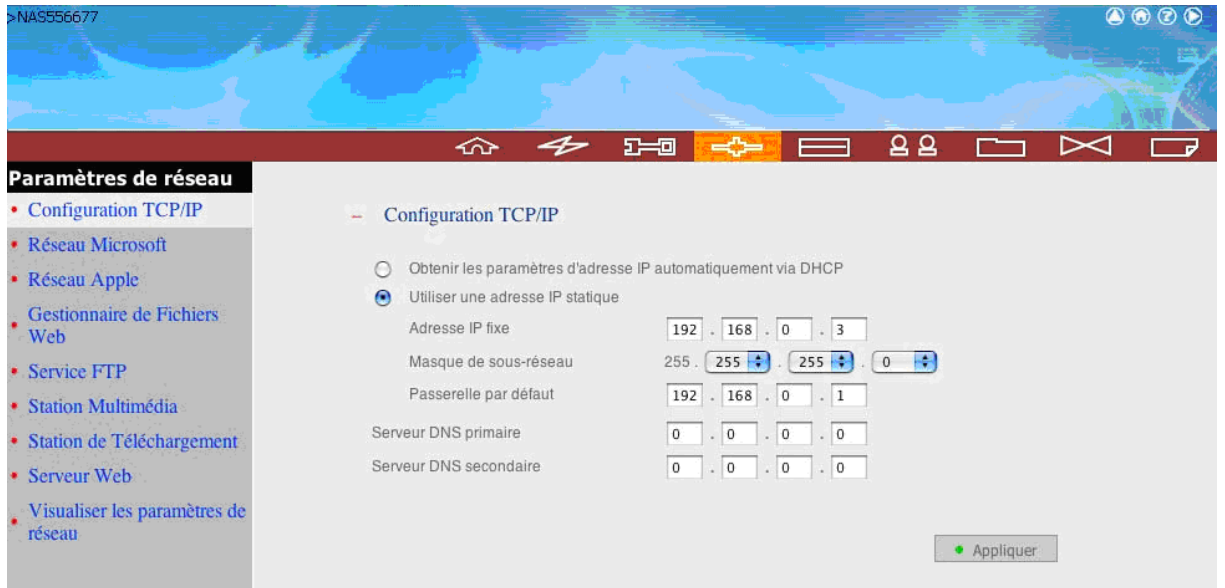 >NAS556677
Paramètres de réseau
Configuration TCP/IP
Réseau Microsoft
Réseau Apple
Gestionnaire de Fichiers
Web
Service FTP
Station Multimédia
Station de Téléchargement
Serveur Web
Visualiser les paramètres de
réseau
– Configuration TCP/IP
Obtenir les paramètres d'adresse IP automatiquement via DHCP
Utiliser une adresse IP statique
Adresse IP fixe 192 . 168 . 0 . 3
Masque de sous-réseau 255 . 255 . 255 . 0
Passerelle par défaut 192 . 168 . 0 . 1
Serveur DNS primaire 0 . 0 . 0 . 0
Serveur DNS secondaire 0 . 0 . 0 . 0
Appliquer